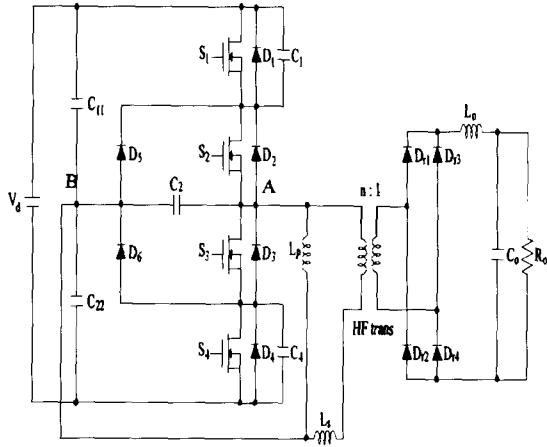 S1
D1
C1
C11
Lo
D5
S2
D2
Dr1
Dr3
n : 1
B
C2
A
Vd
Lp
Co
Ro
D6
S3
D3
C22
HF trans
S4
D4
C4
Dr2
Dr4
Ls